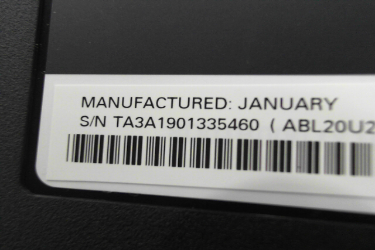 MANUFACTURED: JANUARY
S/N TA3A1901335460 ( ABL20U2